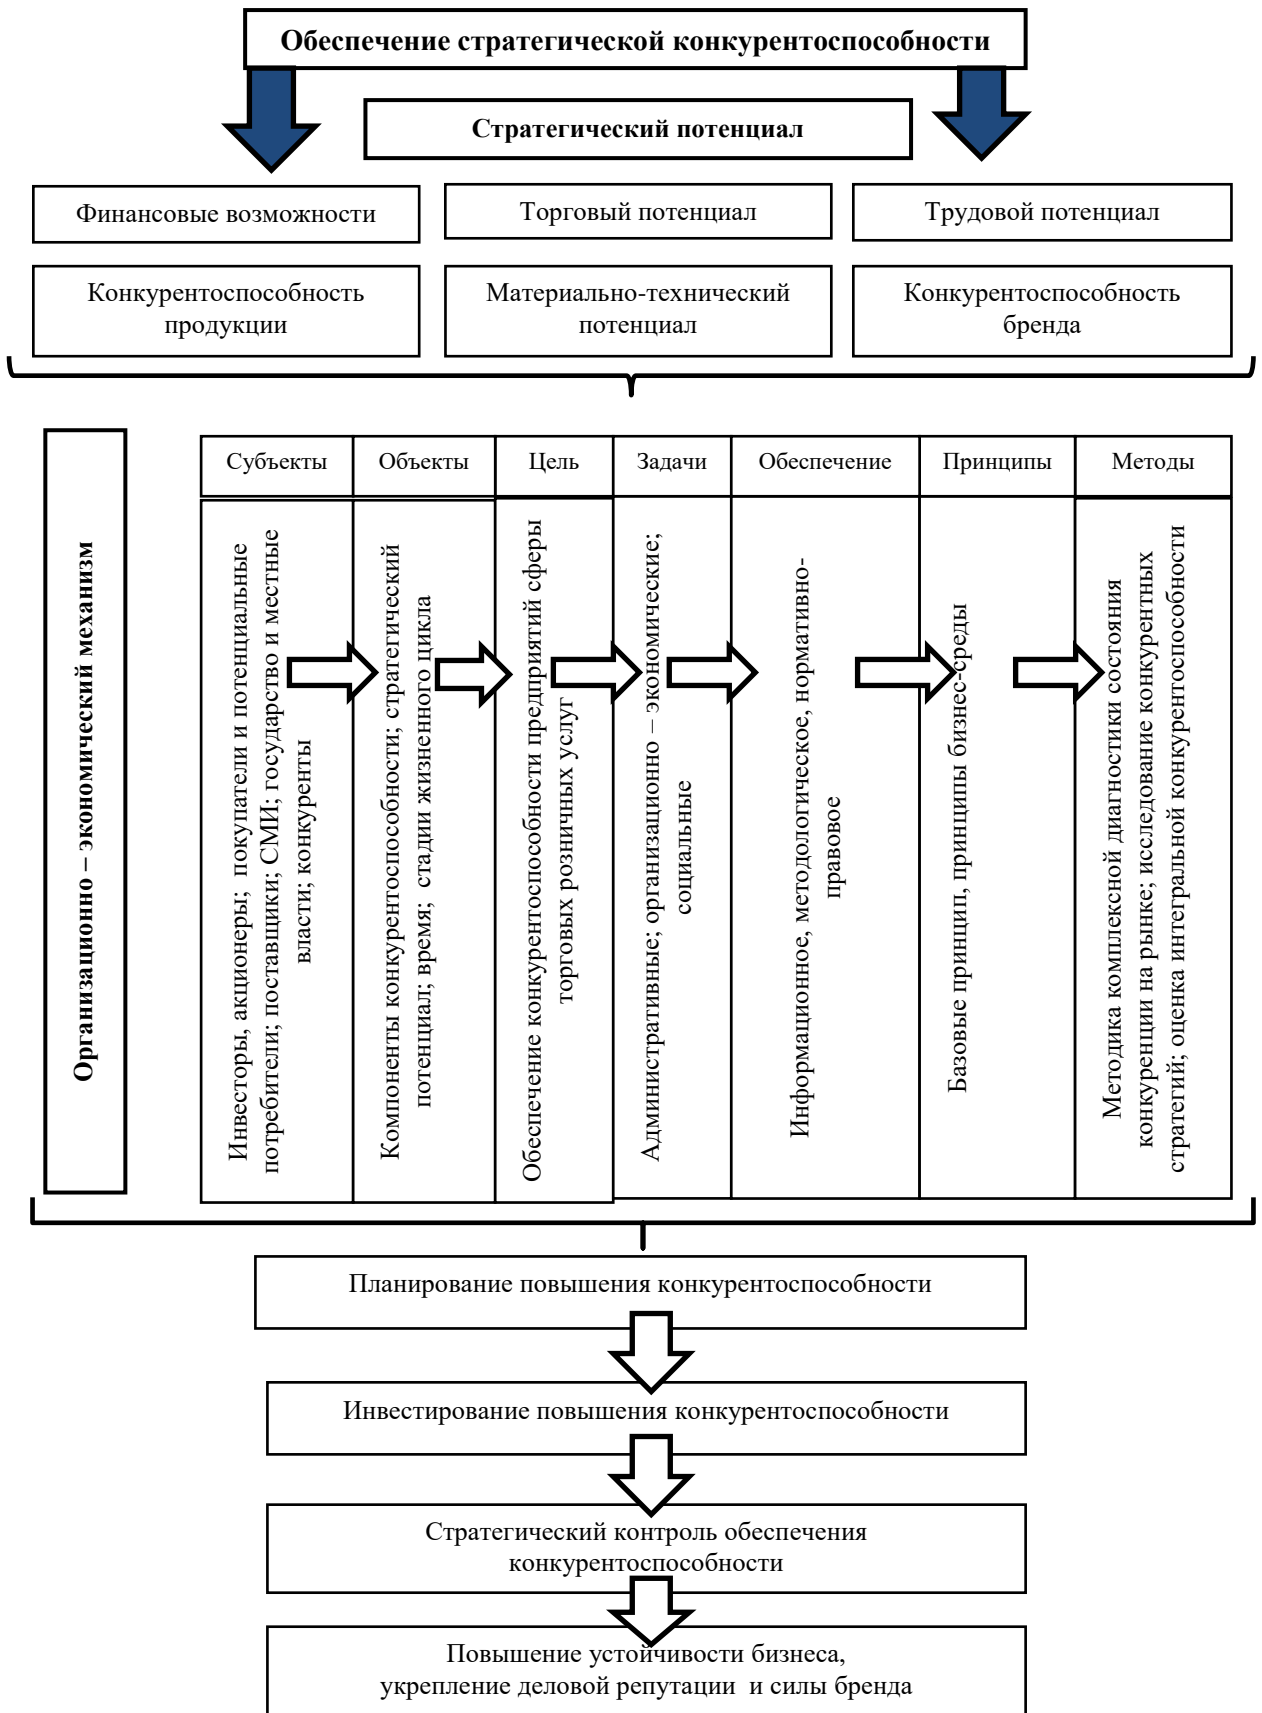 Обеспечение стратегической конкурентоспособности
Стратегический потенциал
Финансовые возможности
Торговый потенциал
Трудовой потенциал
Конкурентоспособность
продукции
Материально-технический
потенциал
Конкурентоспособность
бренда
Организационно – экономический механизм
Субъекты
Объекты
Цель
Задачи
Обеспечение
Принципы
Методы
Инвесторы, акционеры; покупатели и потенциальные
потребители; поставщики; СМИ; государство и местные
власти; конкуренты
Компоненты конкурентоспособности; стратегический
потенциал; время; стадии жизненного цикла
Обеспечение конкурентоспособности предприятий сферы
торговых розничных услуг
Административные; организационно – экономические;
социальные
Информационное, методологическое, нормативно-
правовое
Базовые принцип, принципы бизнес-среды
Методика комплексной диагностики состояния
конкуренции на рынке; исследование конкурентных
стратегий; оценка интегральной конкурентоспособности
Планирование повышения конкурентоспособности
Инвестирование повышения конкурентоспособности
Стратегический контроль обеспечения
конкурентоспособности
Повышение устойчивости бизнеса,
укрепление деловой репутации и силы бренда